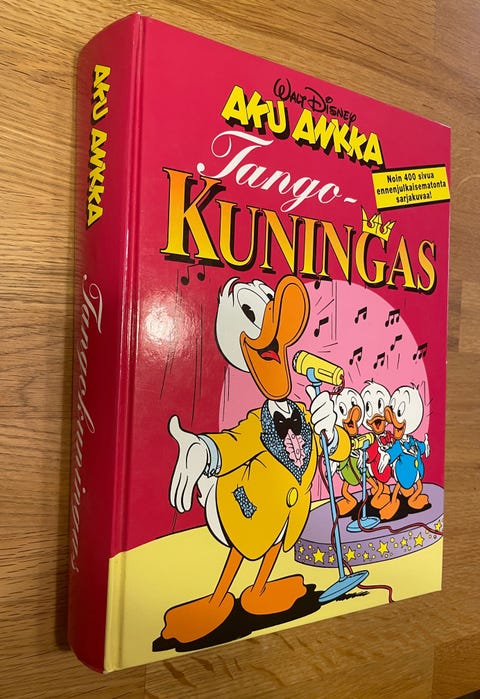 AKU ANKKA
Tangokuningas
WALT DISNEY
AKU ANKKA
Tango-
KUNINGAS
Noin 400 sivua
ennenjulkaisematonta
sarjakuvaa!